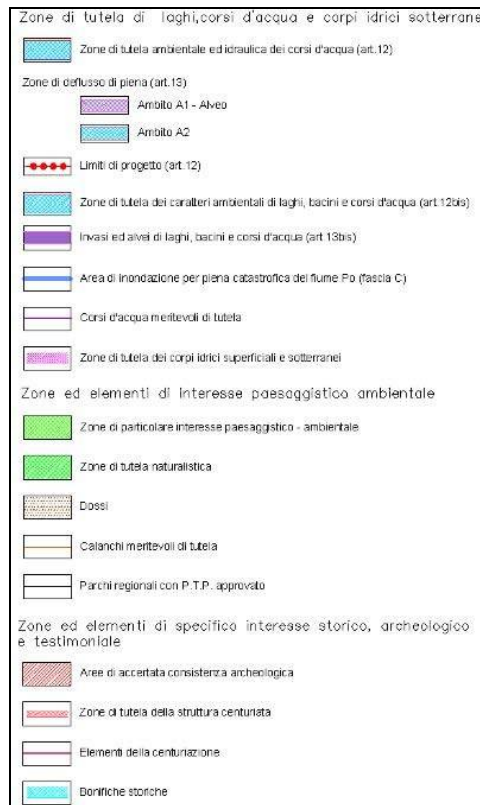 Zone di tutela di laghi,corsi d'acqua e corpi idrici sotterrane
Zone di tutela ambientale ed idraulica dei corsi d'acqua (art.12)
Zone di deflusso di piena (art.13)
Ambito A1 - Alveo
Ambito A2
Limiti di progetto (art.12)
Zone di tutela dei caratteri ambientali di laghi, bacini e corsi d'acqua (art.12bis)
Invasi ed alvei di laghi, bacini e corsi d'acqua (art.13bis)
Area di inondazione per piena catastrofica del fiume Po (fascia C)
Corsi d'acqua meritevoli di tutela
Zone di tutela dei corpi idrici superficiali e sotterranei
Zone ed elementi di interesse paesaggistico ambientale
Zone di particolare interesse paesaggistico - ambientale
Zone di tutela naturalistica
Dossi
Calanchi meritevoli di tutela
Parchi regionali con P.T.P. approvato
Zone ed elementi di specifico interesse storico, archeologico
e testimoniale
Aree di accertata consistenza archeologica
Zone di tutela della struttura centuriata
Elementi della centuriazione
Bonifiche storiche